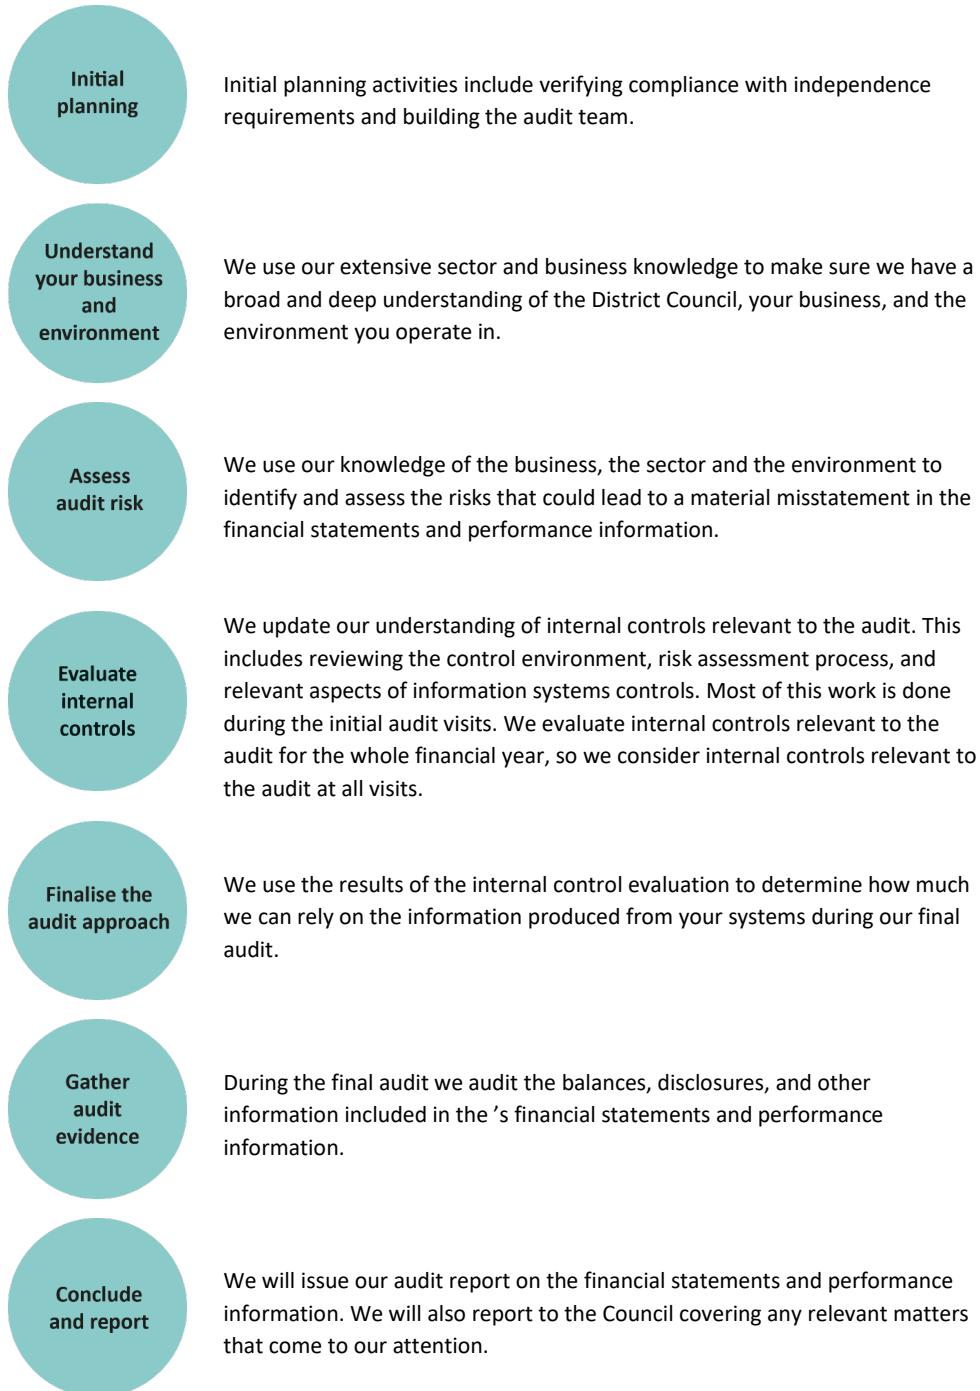 Initial
planning
Initial planning activities include verifying compliance with independence
requirements and building the audit team.
Understand
your business
and
environment
We use our extensive sector and business knowledge to make sure we have a
broad and deep understanding of the District Council, your business, and the
environment you operate in.
Assess
audit risk
We use our knowledge of the business, the sector and the environment to
identify and assess the risks that could lead to a material misstatement in the
financial statements and performance information.
Evaluate
internal
controls
We update our understanding of internal controls relevant to the audit. This
includes reviewing the control environment, risk assessment process, and
relevant aspects of information systems controls. Most of this work is done
during the initial audit visits. We evaluate internal controls relevant to the
audit for the whole financial year, so we consider internal controls relevant to
the audit at all visits.
Finalise the
audit approach
We use the results of the internal control evaluation to determine how much
we can rely on the information produced from your systems during our final
audit.
Gather
audit
evidence
During the final audit we audit the balances, disclosures, and other
information included in the ’s financial statements and performance
information.
Conclude
and report
We will issue our audit report on the financial statements and performance
information. We will also report to the Council covering any relevant matters
that come to our attention.